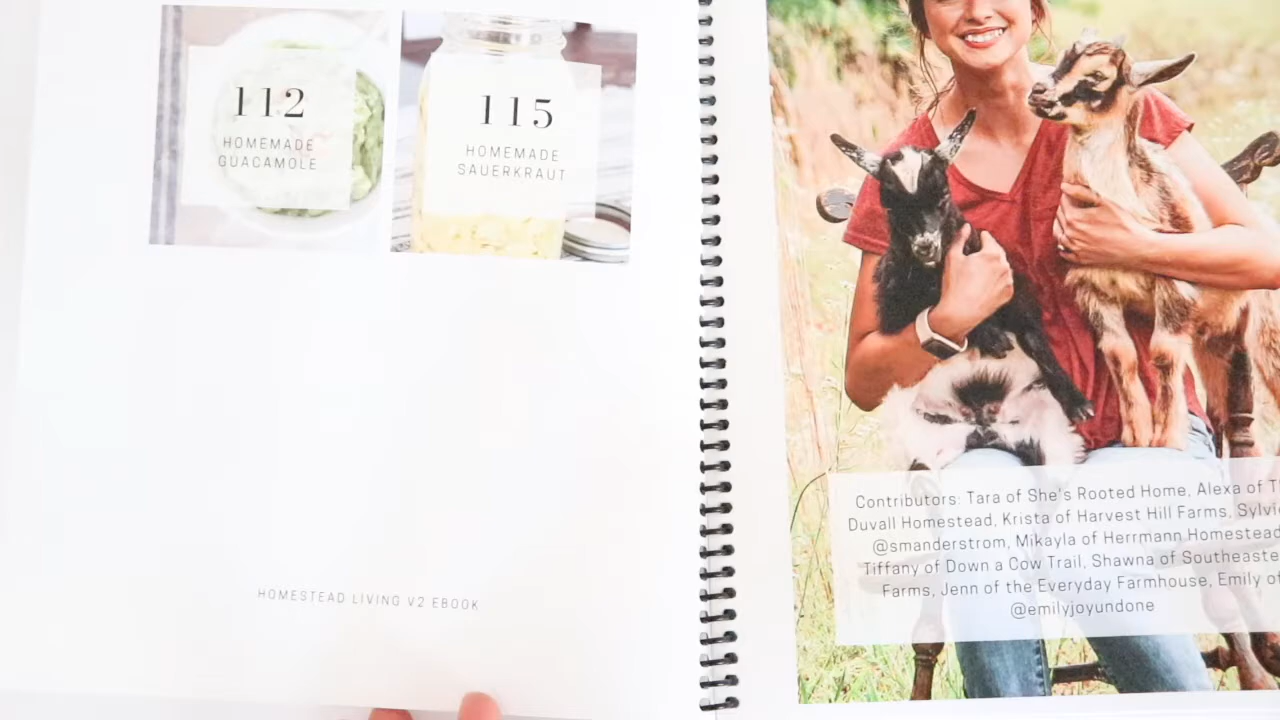 112
HOMEMADE
GUACAMOLE
115
HOMEMADE
SAUERKRAUT
HOMESTEAD LIVING V2 EBOOK
Contributors: Tara of She's Rooted Home, Alexa of
Duvall Homestead, Krista of Harvest Hill Farms,
@smanderstrom, Mikayla of Herrmann Homestead
Tiffany of Down a Cow Trail, Shawna of
Farms, Jenn of the Everyday Farmhouse, Emily of
@emilyjoyundone